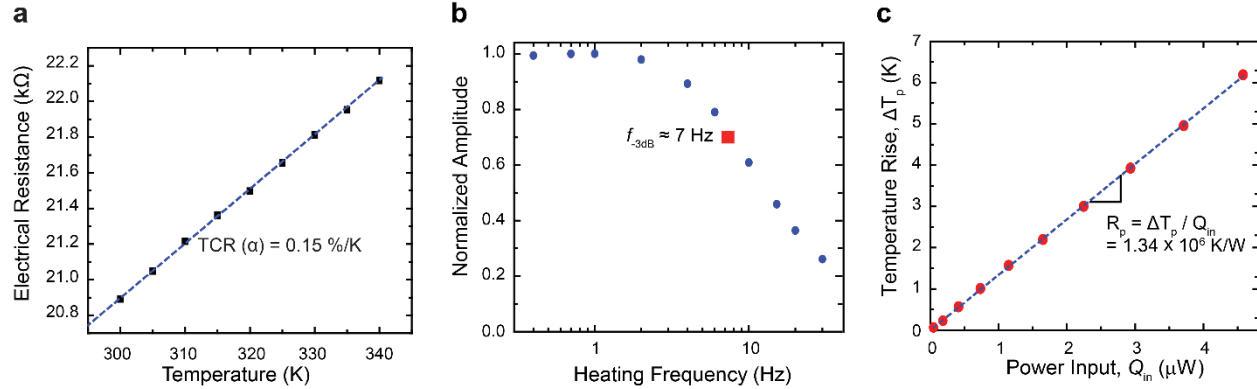 a
Electrical Resistance (kΩ)
22.2
22.0
21.8
21.6
21.4
21.2
21.0
20.8
TCR (α) = 0.15 %/K
300 310 320 330 340
Temperature (K)
b
Normalized Amplitude
1.0
0.8
0.6
0.4
0.2
0.0
f-3dB ≈ 7 Hz
1 10
Heating Frequency (Hz)
c
Temperature Rise, ΔTp (K)
7
6
5
4
3
2
1
0
Rp = ΔTp / Qin
= 1.34 × 10⁶ K/W
0 1 2 3 4
Power Input, Qin (μW)